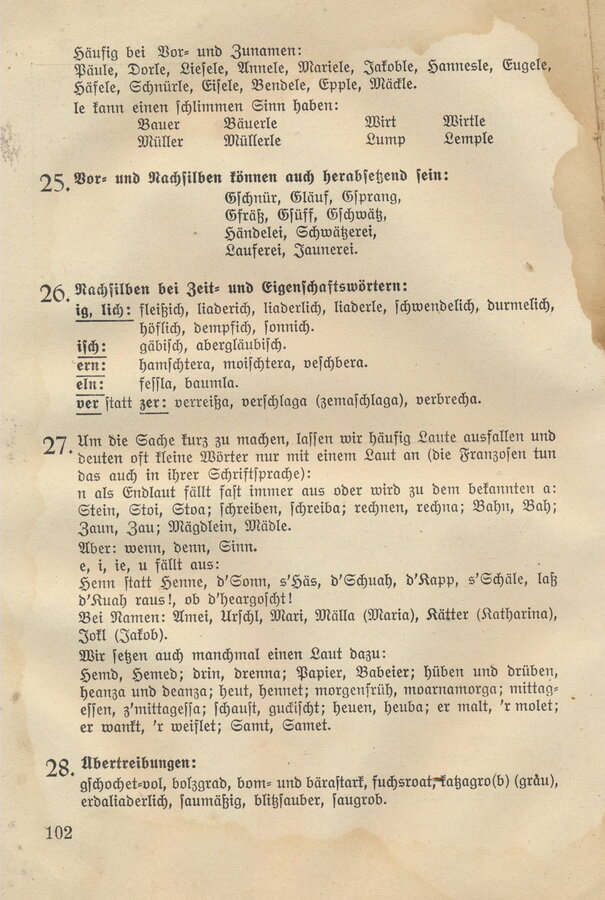 Häufig bei Vor- und Zunamen:
Päule, Dorle, Liesele, Annele, Mariele, Jakoble, Hannesle, Eugele,
Häfele, Schnürle, Eisele, Bendele, Epple, Mäckle.
le kann einen schlimmen Sinn haben:
Bauer Bäuerle Wirt Wirtle
Müller Müllerle Lump Lemple
25. Vor- und Nachsilben können auch herabsetzend sein:
Gschnür, Gläuf, Gsprang,
Gfräß, Gsüff, Gschwätz,
Händelei, Schwätzerei,
Lauferei, Jaunerei.
26. Nachsilben bei Zeit- und Eigenschaftswörtern:
ig, lich: fleißich, liaderich, liaderlich, liaderle, schwendelich, durmelich,
höflich, dempfich, sonnich.
isch: gäbisch, abergläubisch.
ern: hamschtera, moischtera, veschbera.
eln: fessla, baumla.
ver statt zer: verreißa, verschlaga (zemaschlaga), verbrecha.
27. Um die Sache kurz zu machen, lassen wir häufig Laute ausfallen und
deuten oft kleine Wörter nur mit einem Laut an (die Franzosen tun
das auch in ihrer Schriftsprache):
n als Endlaut fällt fast immer aus oder wird zu dem bekannten a:
Stein, Stoi, Stoa; schreiben, schreiba; rechnen, rechna; Bahn, Bah;
Zaun, Zau; Mägdlein, Mädle.
Aber: wenn, denn, Sinn.
e, i, ie, u fällt aus:
Henn statt Henne, d'Sonn, s'Häs, d'Schuah, d'Kapp, s'Schäle, laß
d'Kuah raus!, ob d'heargoscht!
Bei Namen: Amei, Urschl, Mari, Mälla (Maria), Kätter (Katharina),
Jokl (Jakob).
Wir setzen auch manchmal einen Laut dazu:
Hemd, Hemed; drin, drenna; Papier, Babeier; hüben und drüben,
heanza und deanza; heut, hennet; morgenfrüh, moarnamorga; mittag-
essen, z'mittagessa; schaust, guckischt; heuen, heuba; er malt, 'r molet;
er wankt, 'r weiflet; Samt, Samet.
28. Übertreibungen:
gschochet-vol, bolzgrad, bom- und bärastark, fuchsroat, katzagro(b) (gräu),
erdaliaderlich, saumäßig, blitzsauber, saugrob.
102